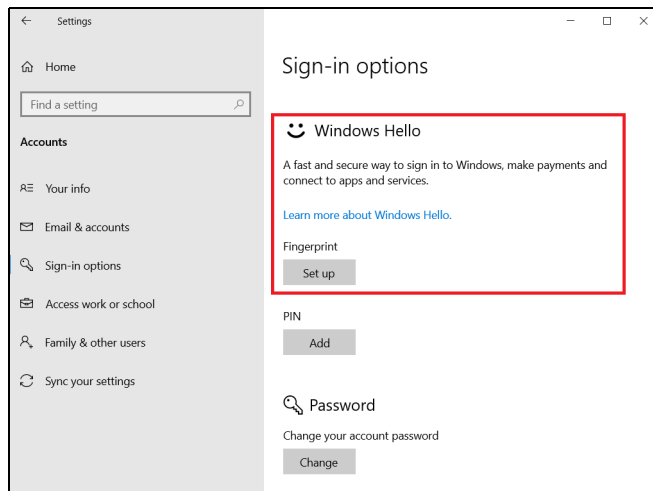 Settings
Home
Find a setting
Accounts
Your info
Email & accounts
Sign-in options
Access work or school
Family & other users
Sync your settings
Sign-in options
Windows Hello
A fast and secure way to sign in to Windows, make payments and
connect to apps and services.
Learn more about Windows Hello.
Fingerprint
Set up
PIN
Add
Password
Change your account password
Change